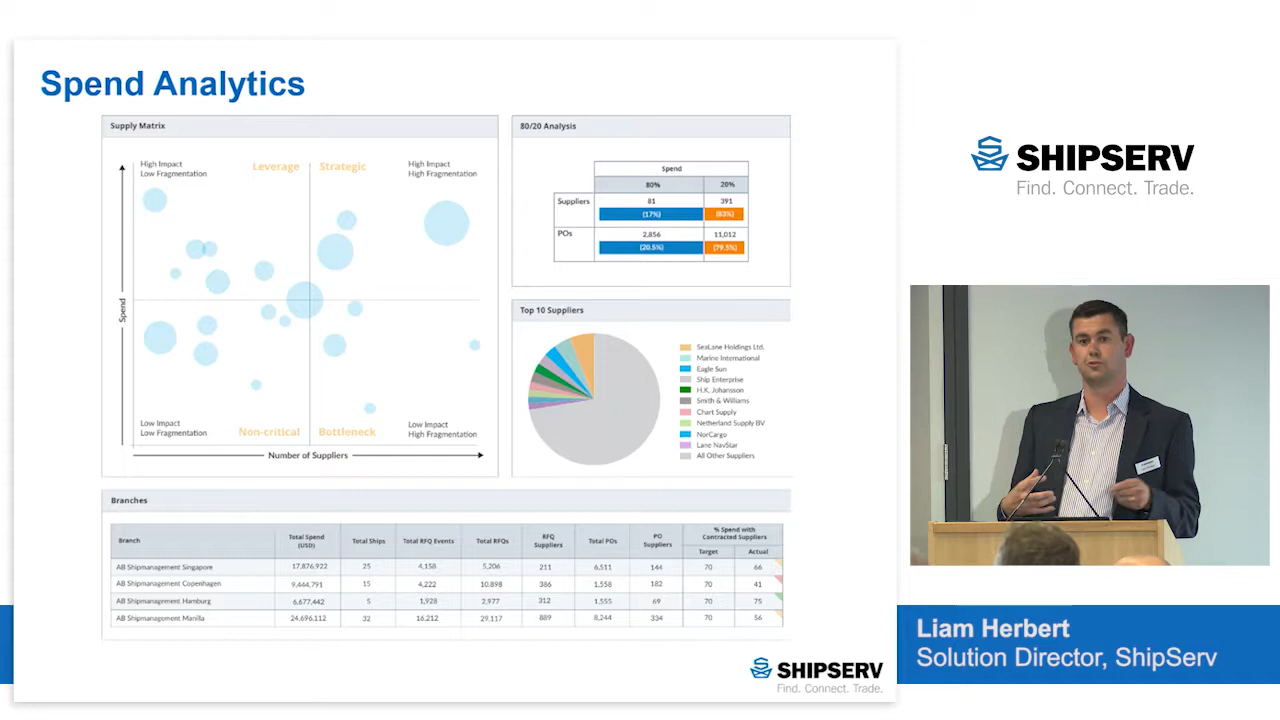 Spend Analytics
Supply Matrix
High Impact
Low Fragmentation
Leverage
Strategic
High Impact
High Fragmentation
Spend
Low Impact
Low Fragmentation
Non-critical
Bottleneck
Low Impact
High Fragmentation
Number of Suppliers
80/20 Analysis
Spend
80% 20%
Suppliers 81 391
(17%) (83%)
POs 2,856 11,012
(20.5%) (79.5%)
Top 10 Suppliers
SeaLane Holdings Ltd.
Marine International
Eagle Sun
Ship Enterprise
H.K. Johansson
Smith & Williams
Chart Supply
Netherland Supply BV
NorCargo
Lane NavStar
All Other Suppliers
Branches
Branch Total Spend (USD) Total Ships Total RFQ Events Total RFQs RFQ Suppliers Total POs PO Suppliers % Spend with Contracted Suppliers
Target Actual
AB Shipmanagement Singapore 17,876,922 25 4,158 5,206 211 6,511 144 70 66
AB Shipmanagement Copenhagen 9,444,791 15 4,222 10,898 386 1,558 182 70 41
AB Shipmanagement Hamburg 6,677,442 5 1,928 2,977 312 1,555 69 70 75
AB Shipmanagement Manilla 24,696,112 32 16,212 29,117 889 8,244 334 70 56
SHIPSERV
Find. Connect. Trade.
SHIPSERV
Find. Connect. Trade.
Liam Herbert
Solution Director, ShipServ